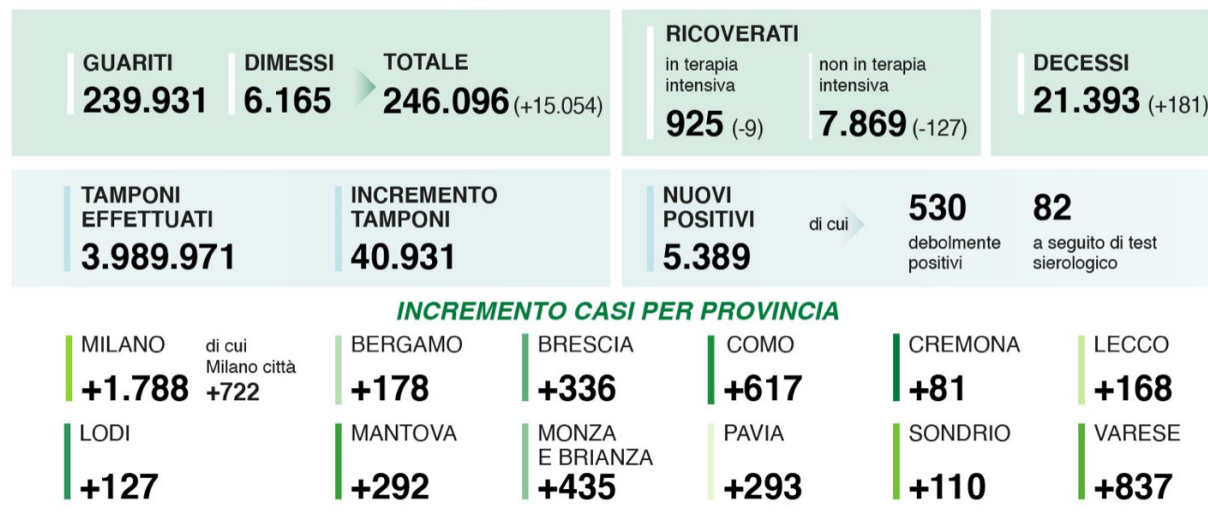 GUARITI
239.931
DIMESSI
6.165
TOTALE
246.096 (+15.054)
RICOVERATI
in terapia
intensiva
925 (-9)
non in terapia
intensiva
7.869 (-127)
DECESSI
21.393 (+181)
TAMPONI
EFFETTUATI
3.989.971
INCREMENTO
TAMPONI
40.931
NUOVI
POSITIVI
5.389
di cui
530
debolmente
positivi
82
a seguito di test
sierologico
INCREMENTO CASI PER PROVINCIA
MILANO
+1.788
di cui
Milano città
+722
BERGAMO
+178
BRESCIA
+336
COMO
+617
CREMONA
+81
LECCO
+168
LODI
+127
MANTOVA
+292
MONZA
E BRIANZA
+435
PAVIA
+293
SONDRIO
+110
VARESE
+837